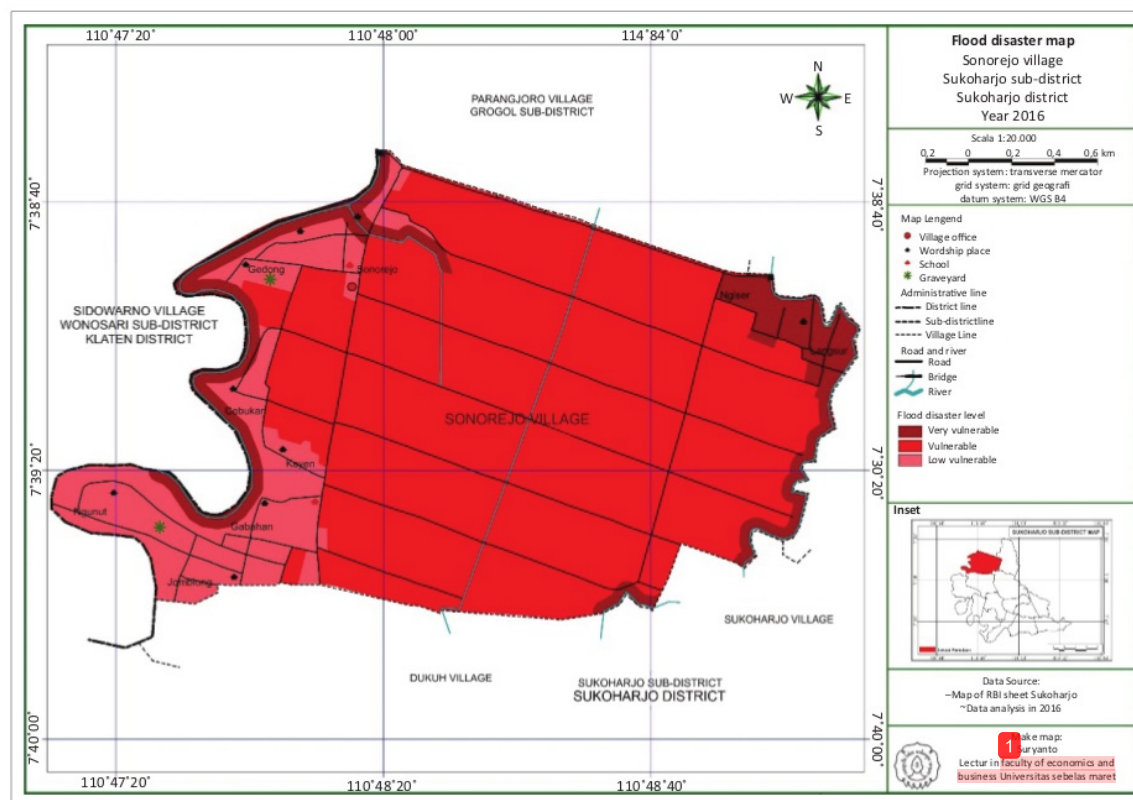 110°47'20"
110°48'00"
114°84'0"
7°38'40"
7°38'40"
PARANGJORO VILLAGE
GROGOL SUB-DISTRICT
N
W
E
S
Gedong
Sonorejo
SIDOWARNO VILLAGE
WONOSARI SUB-DISTRICT
KLATEN DISTRICT
Ngiser
Langsur
Cobukan
SONOREJO VILLAGE
Kayen
7°39'20"
7°30'20"
Ngunut
Gabahan
Jomblong
SUKOHARJO VILLAGE
DUKUH VILLAGE
SUKOHARJO SUB-DISTRICT
SUKOHARJO DISTRICT
7°40'00"
7°40'00"
110°47'20"
110°48'20"
110°48'40"
Flood disaster map
Sonorejo village
Sukoharjo sub-district
Sukoharjo district
Year 2016
Scala 1:20.000
0,2 0 0,2 0,4 0,6 km
Projection system: transverse mercator
grid system: grid geografi
datum system: WGS B4
Map Lengend
Village office
Wordship place
School
Graveyard
Administrative line
District line
Sub-districtline
Village Line
Road and river
Road
Bridge
River
Flood disaster level
Very vulnerable
Vulnerable
Low vulnerable
Inset
SUKOHARJO SUB-DISTRICT MAP
Data Source:
–Map of RBI sheet Sukoharjo
~Data analysis in 2016
1
Make map:
Suryanto
Lectur in faculty of economics and
business Universitas sebelas maret